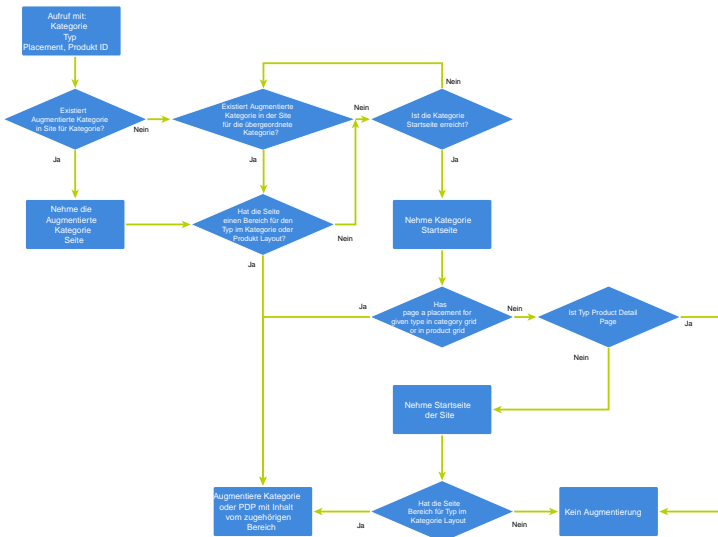 Aufruf mit:
Kategorie
Typ
Placement, Produkt ID
Existiert
Augmentierte Kategorie
in Site für Kategorie?
Nein
Ja
Existiert Augmentierte
Kategorie in der Site
für die übergeordnete
Kategorie?
Nein
Ja
Nein
Ist die Kategorie
Startseite erreicht?
Ja
Nehme die
Augmentierte
Kategorie
Seite
Hat die Seite
einen Bereich für den
Typ im Kategorie oder
Produkt Layout?
Nein
Ja
Nehme Kategorie
Startseite
Has
page a placement for
given type in category grid
or in product grid
Ja
Nein
Ist Typ Product Detail
Page
Ja
Nein
Nehme Startseite
der Site
Augmentiere Kategorie
oder PDP mit Inhalt
vom zugehörigen
Bereich
Ja
Hat die Seite
Bereich für Typ im
Kategorie Layout
Nein
Kein Augmentierung